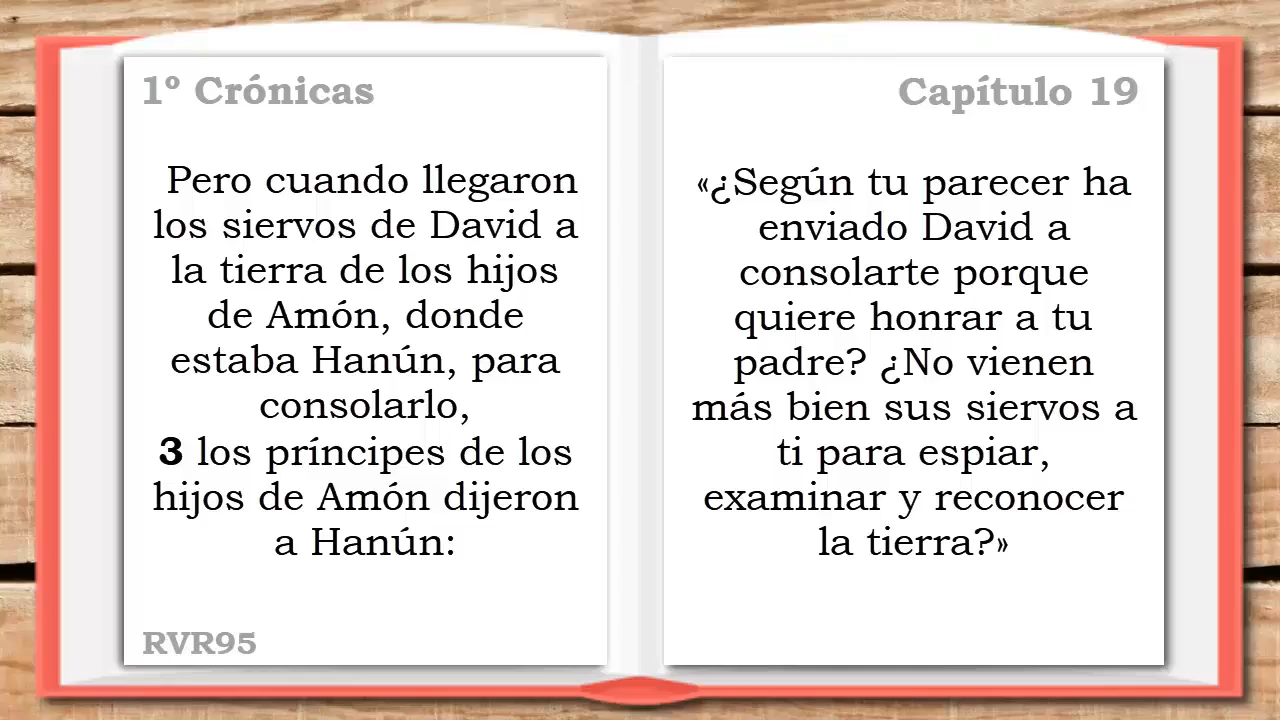 1º Crónicas
Pero cuando llegaron
los siervos de David a
la tierra de los hijos
de Amón, donde
estaba Hanún, para
consolarlo,
3 los príncipes de los
hijos de Amón dijeron
a Hanún:
RVR95
Capítulo 19
«¿Según tu parecer ha
enviado David a
consolarte porque
quiere honrar a tu
padre? ¿No vienen
más bien sus siervos a
ti para espiar,
examinar y reconocer
la tierra?»